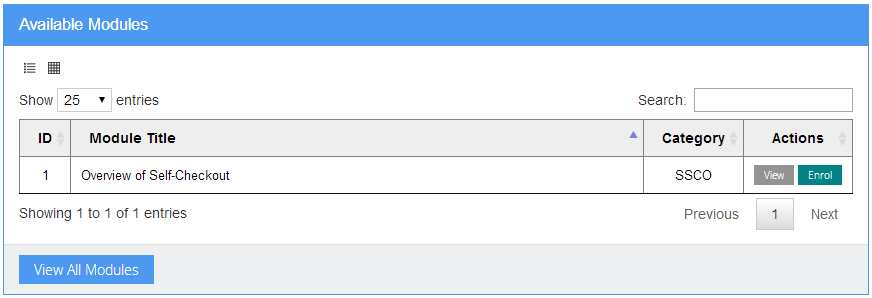 Available Modules
Show 25 entries Search:
ID Module Title Category Actions
1 Overview of Self-Checkout SSCO View Enrol
Showing 1 to 1 of 1 entries Previous 1 Next
View All Modules